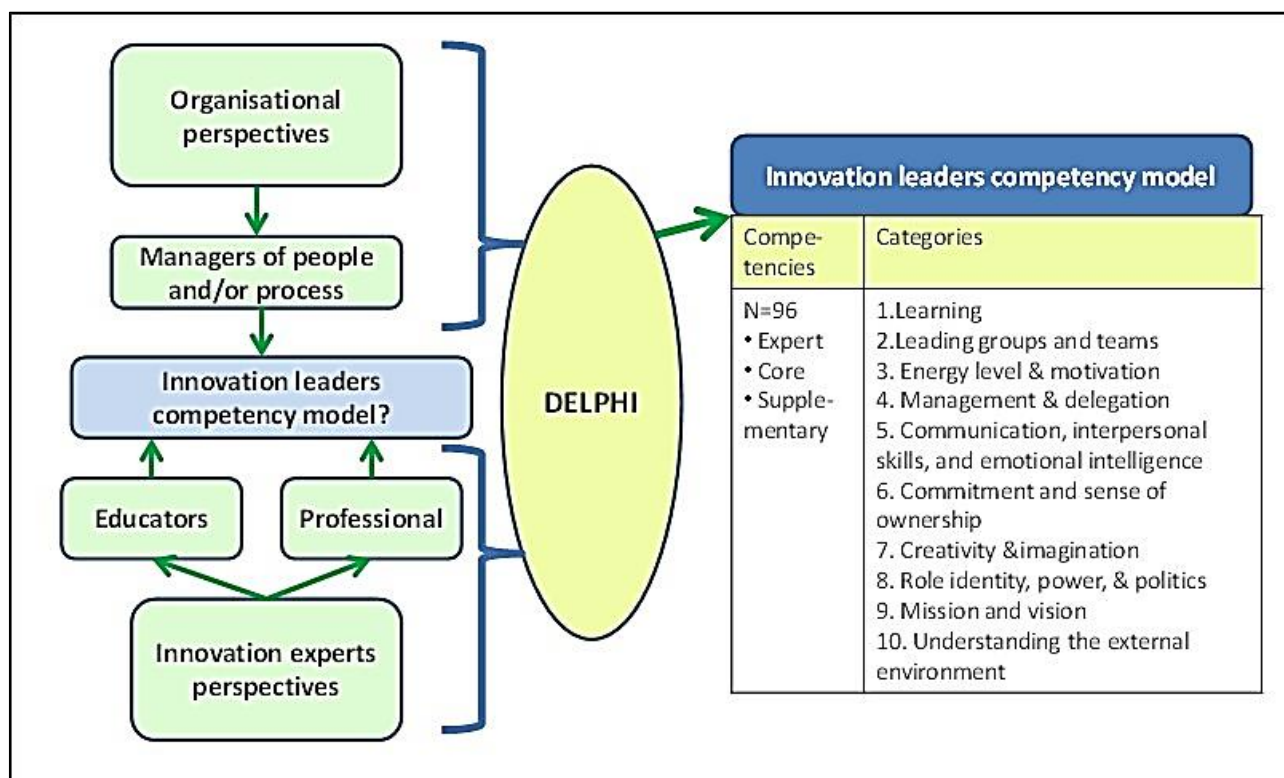 Organisational
perspectives
Managers of people
and/or process
Innovation leaders
competency model?
Educators
Professional
Innovation experts
perspectives
DELPHI
Innovation leaders competency model
Compe-
tencies
Categories
N=96
• Expert
• Core
• Supple-
mentary
1.Learning
2.Leading groups and teams
3. Energy level & motivation
4. Management & delegation
5. Communication, interpersonal
skills, and emotional intelligence
6. Commitment and sense of
ownership
7. Creativity &imagination
8. Role identity, power, & politics
9. Mission and vision
10. Understanding the external
environment